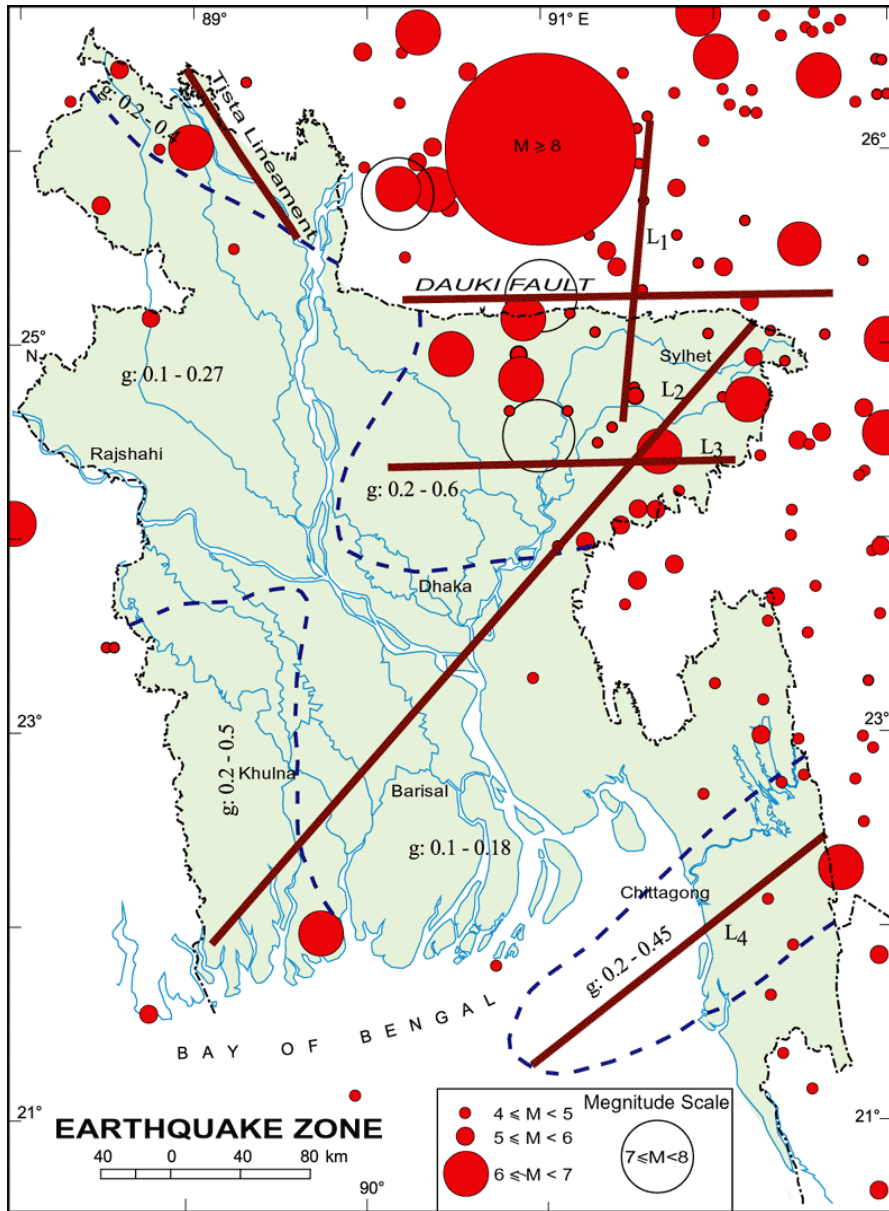 89°
91° E
Tista Lineament
g: 0.2 - 0.4
M ⩾ 8
26°
L1
DAUKI FAULT
25°
N
Sylhet
g: 0.1 - 0.27
L2
Rajshahi
L3
g: 0.2 - 0.6
Dhaka
23°
23°
g: 0.2 - 0.5
Khulna
Barisal
g: 0.1 - 0.18
Chittagong
L4
g: 0.2 - 0.45
BAY OF BENGAL
21°
21°
EARTHQUAKE ZONE
40 0 40 80 km
90°
Megnitude Scale
4 ⩽ M < 5
5 ⩽ M < 6
6 ⩽ M < 7
7 ⩽ M < 8